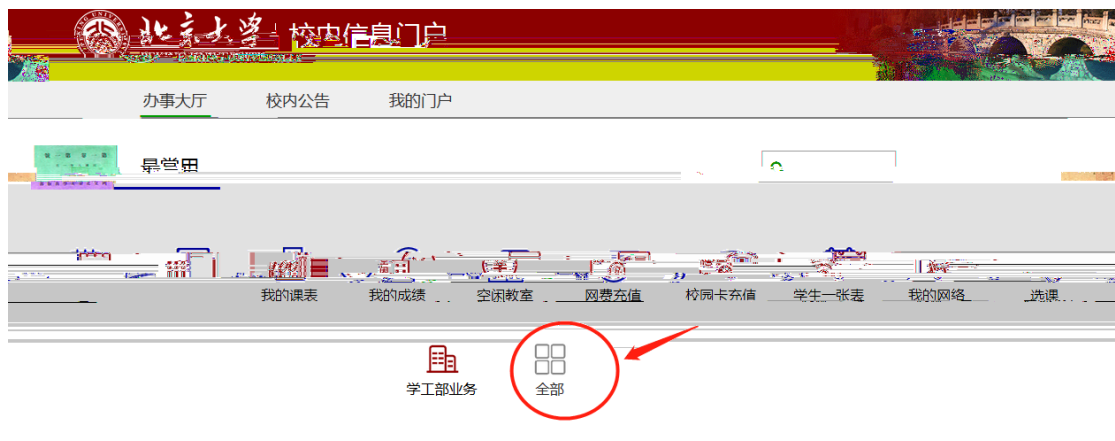 北京大学 校内信息门户
办事大厅 校内公告 我的门户
最常用
我的课表 我的成绩 空闲教室 网费充值 校园卡充值 学生一张表 我的网络 选课
学工部业务 全部